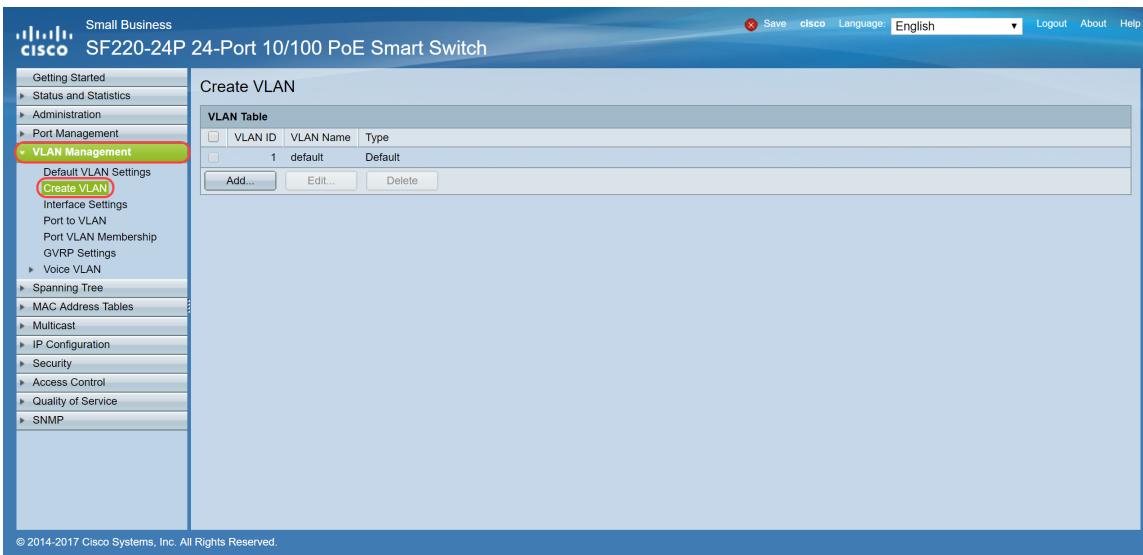 Small Business
cisco SF220-24P 24-Port 10/100 PoE Smart Switch
Save cisco Language: English Logout About Help
Getting Started
Status and Statistics
Administration
Port Management
VLAN Management
Default VLAN Settings
Create VLAN
Interface Settings
Port to VLAN
Port VLAN Membership
GVRP Settings
Voice VLAN
Spanning Tree
MAC Address Tables
Multicast
IP Configuration
Security
Access Control
Quality of Service
SNMP
Create VLAN
VLAN Table
VLAN ID VLAN Name Type
1 default Default
Add... Edit... Delete
© 2014-2017 Cisco Systems, Inc. All Rights Reserved.